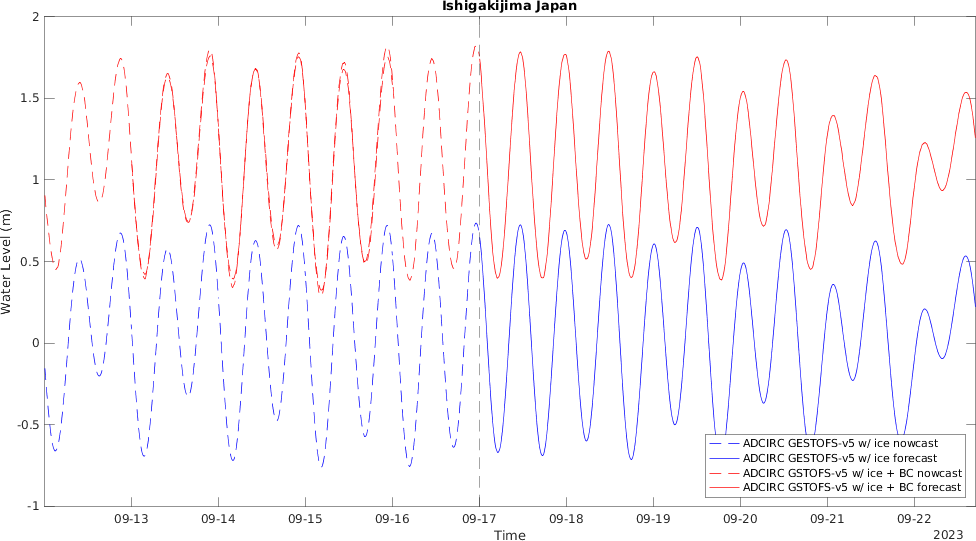 Ishigakijima Japan
2
1.5
1
0.5
0
-0.5
-1
Water Level (m)
ADCIRC GESTOFS-v5 w/ ice nowcast
ADCIRC GESTOFS-v5 w/ ice forecast
ADCIRC GSTOFS-v5 w/ ice + BC nowcast
ADCIRC GSTOFS-v5 w/ ice + BC forecast
09-13 09-14 09-15 09-16 09-17 09-18 09-19 09-20 09-21 09-22
Time
2023